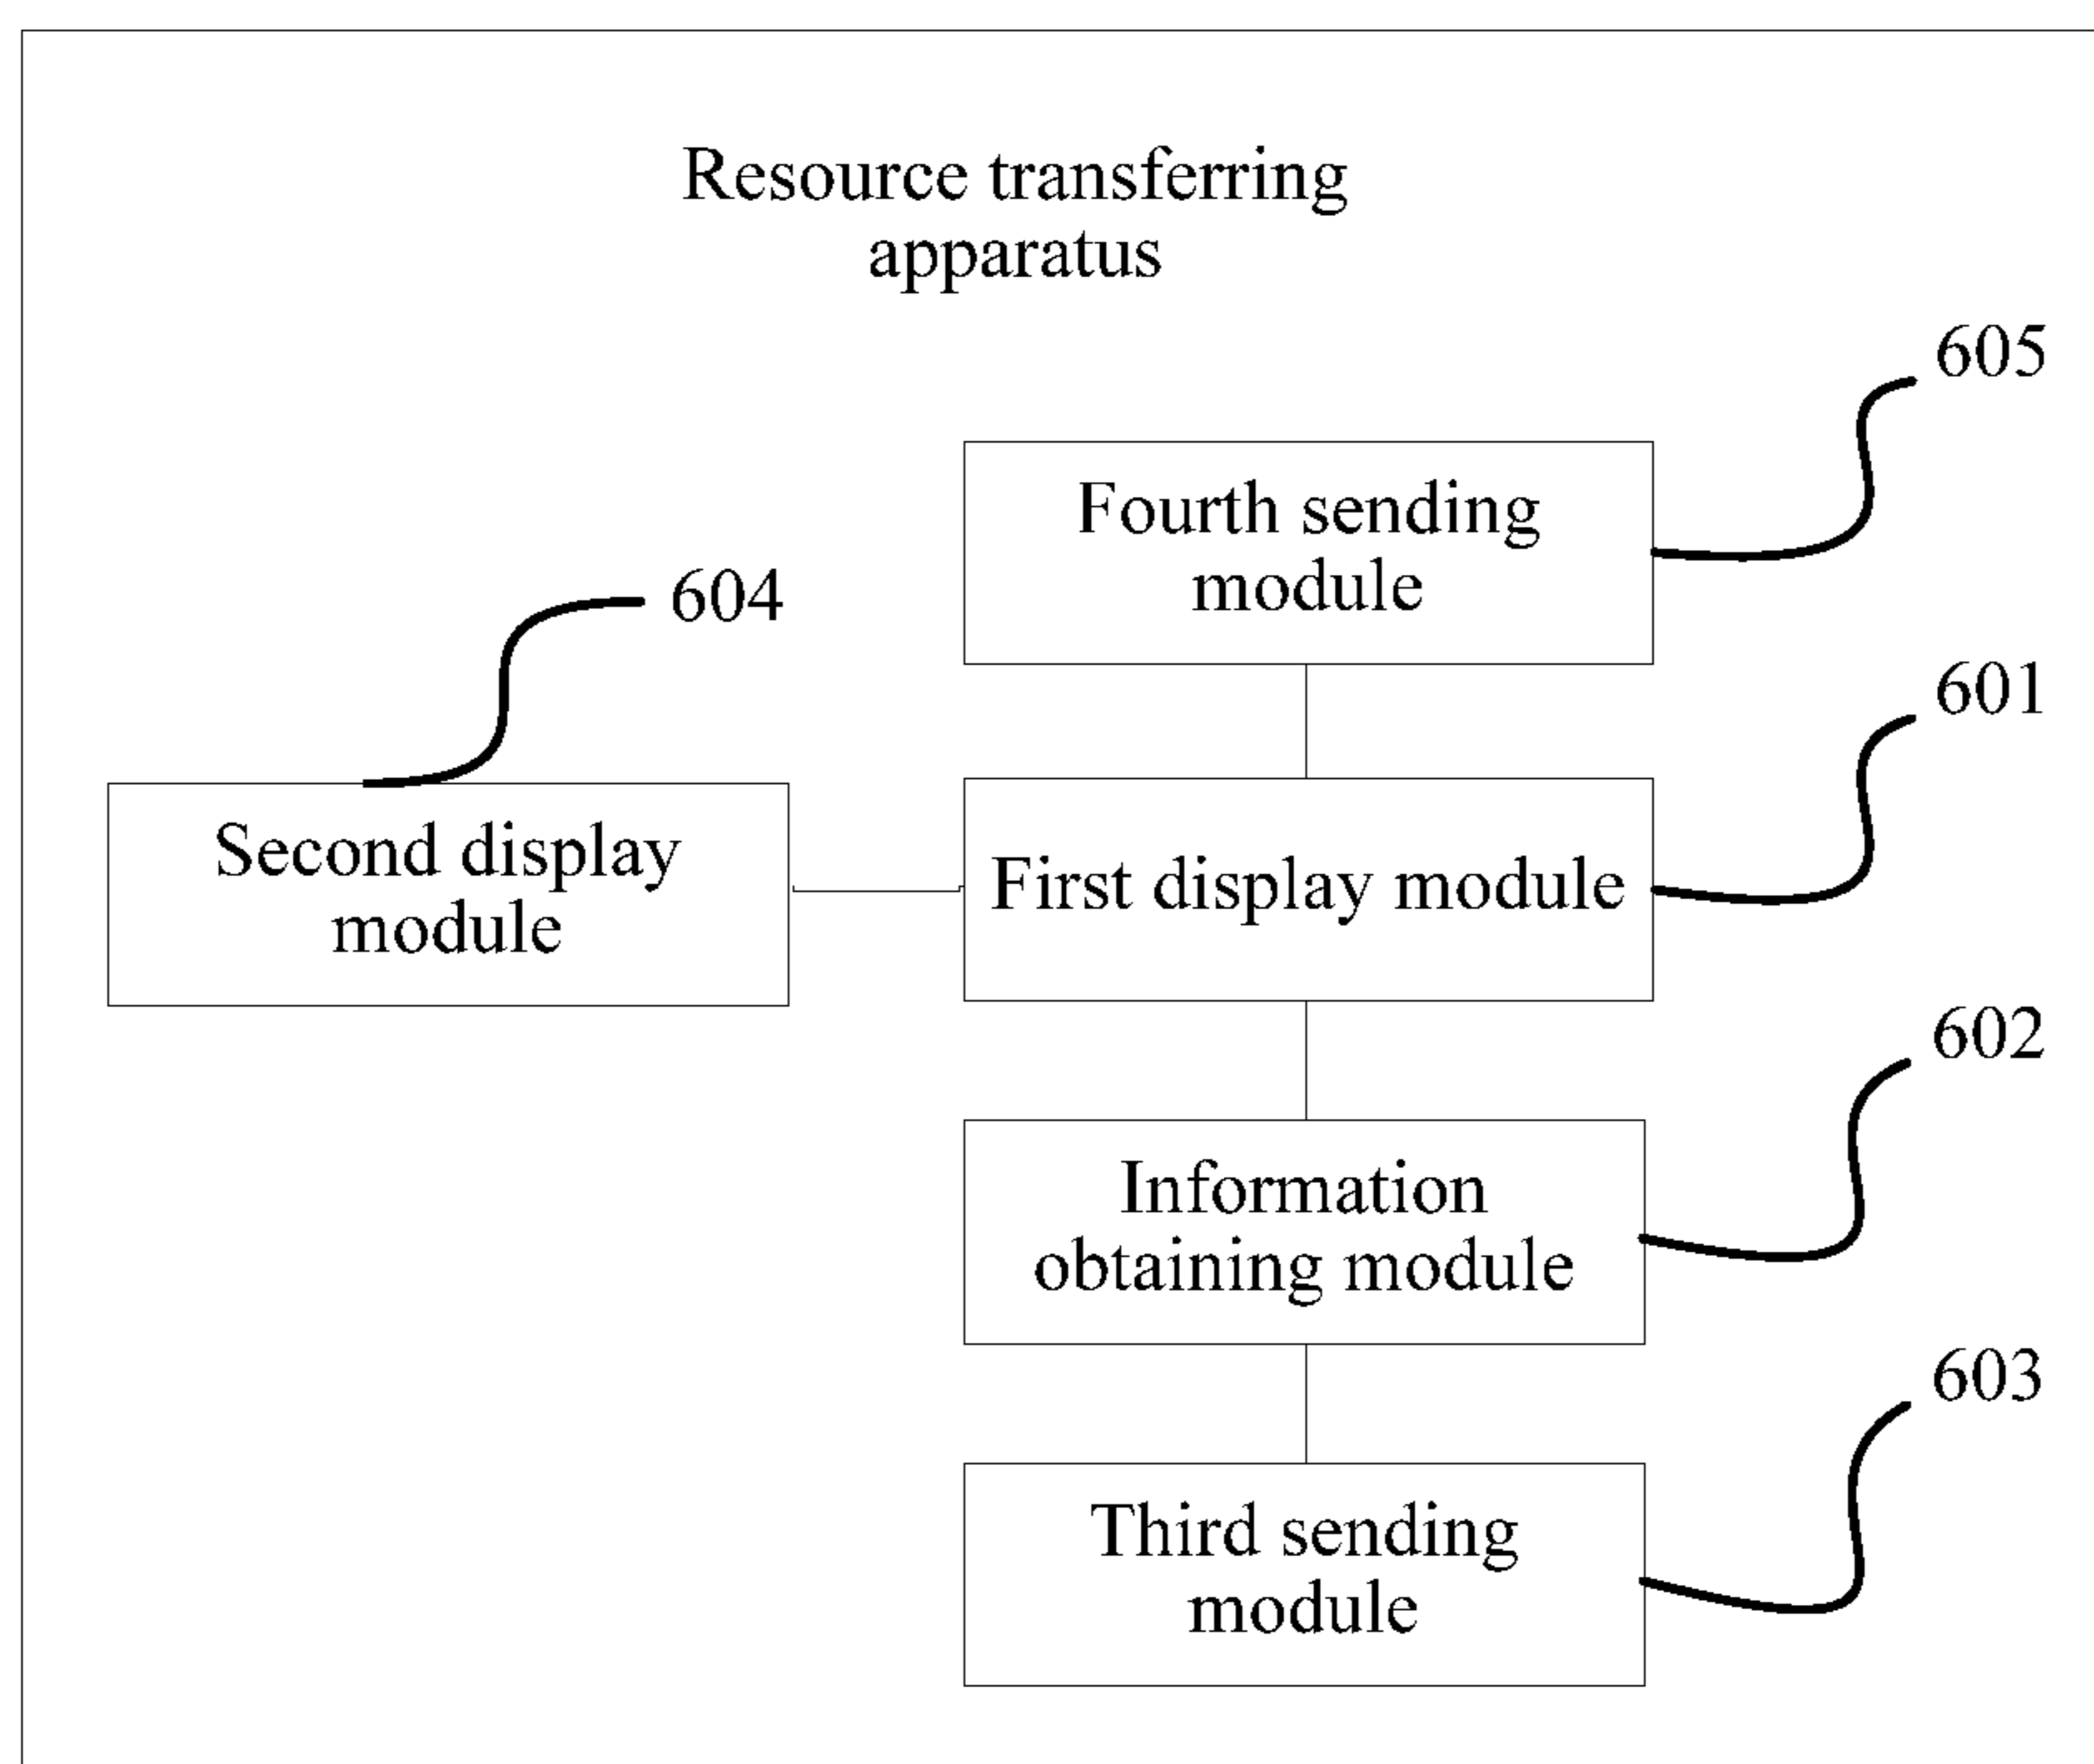 Resource transferring
apparatus
605
Fourth sending
module
604
601
Second display
module
First display module
602
Information
obtaining module
603
Third sending
module